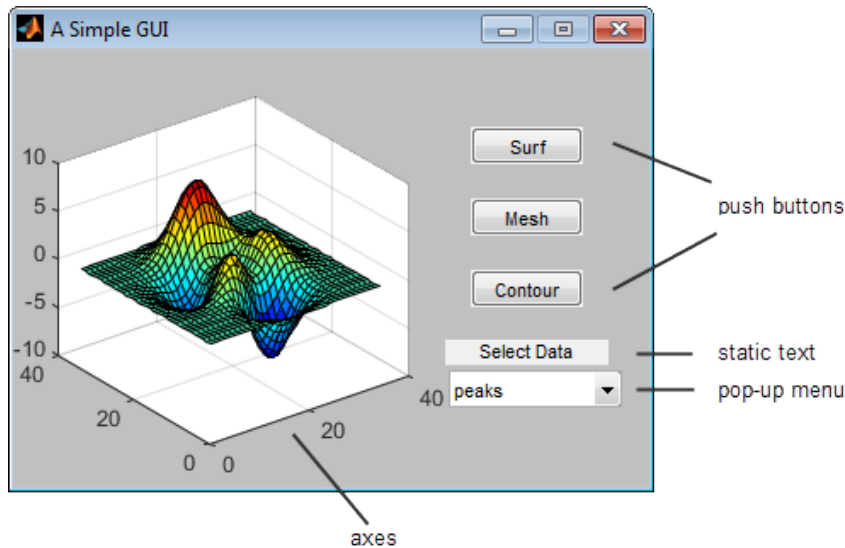 A Simple GUI
10
5
0
-5
-10
40
20
0
0
20
40
Surf
Mesh
Contour
Select Data
peaks
push buttons
static text
pop-up menu
axes